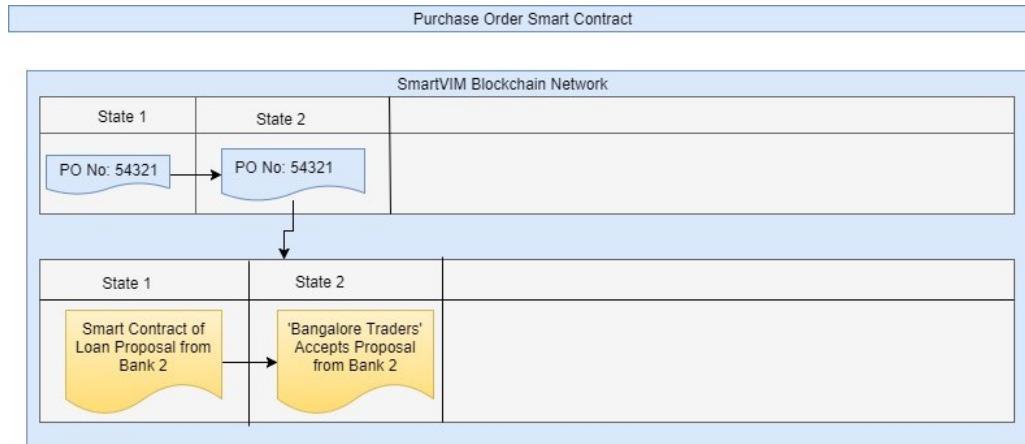 Purchase Order Smart Contract
SmartVIM Blockchain Network
State 1
State 2
PO No: 54321
PO No: 54321
State 1
State 2
Smart Contract of
Loan Proposal from
Bank 2
'Bangalore Traders'
Accepts Proposal
from Bank 2